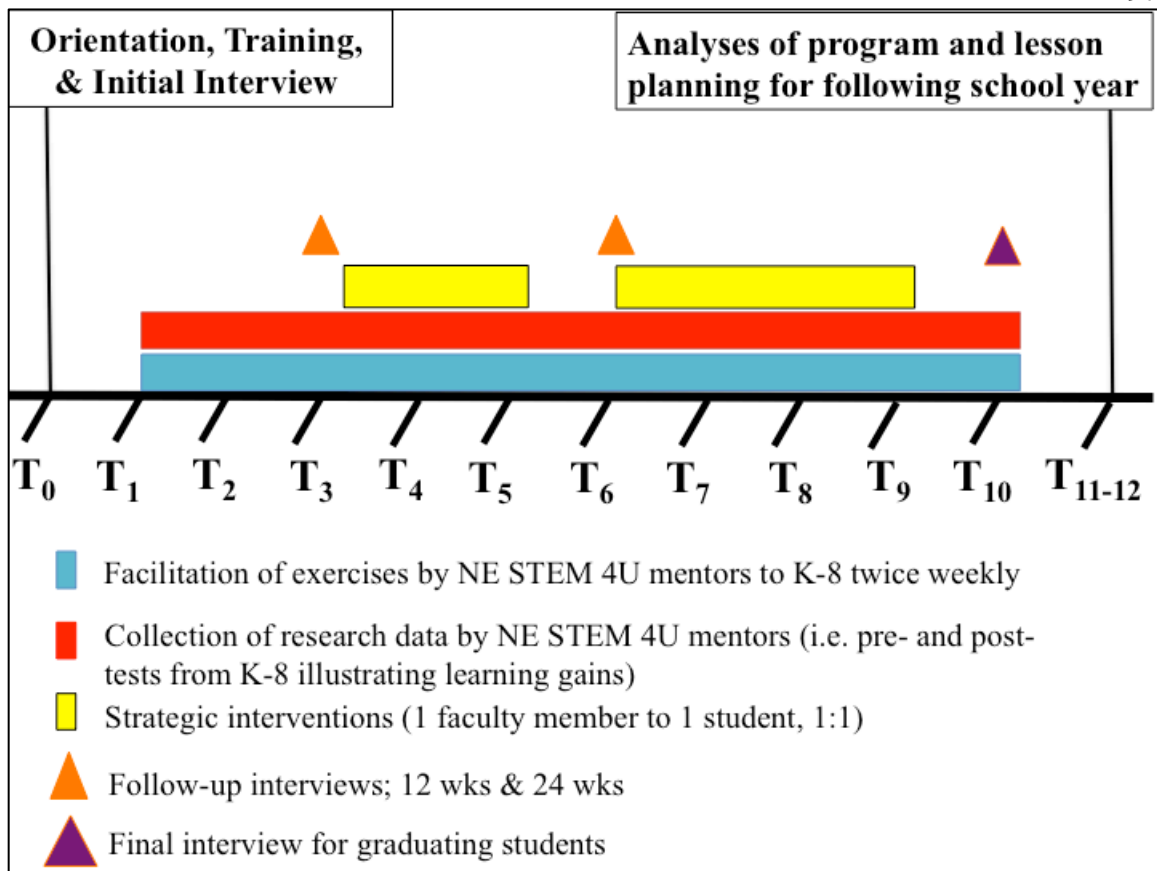 Orientation, Training,
& Initial Interview
Analyses of program and lesson
planning for following school year
T₀ T₁ T₂ T₃ T₄ T₅ T₆ T₇ T₈ T₉ T₁₀ T₁₁₋₁₂
Facilitation of exercises by NE STEM 4U mentors to K-8 twice weekly
Collection of research data by NE STEM 4U mentors (i.e. pre- and post-
tests from K-8 illustrating learning gains)
Strategic interventions (1 faculty member to 1 student, 1:1)
Follow-up interviews; 12 wks & 24 wks
Final interview for graduating students